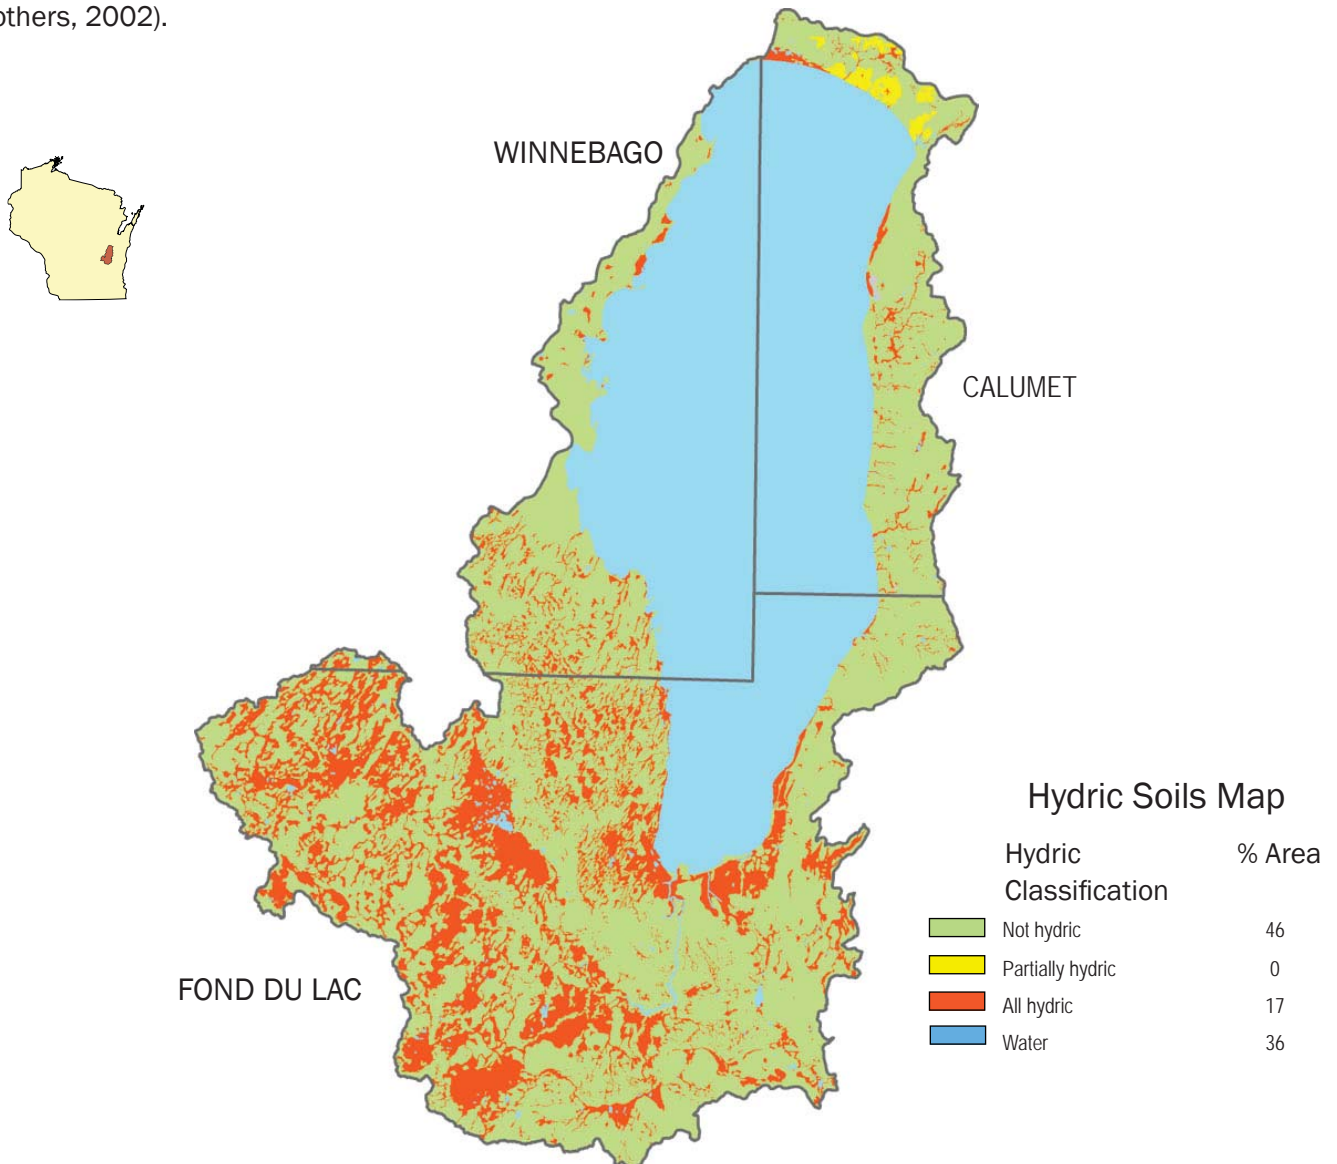 others, 2002).
WINNEBAGO
CALUMET
FOND DU LAC
Hydric Soils Map
Hydric Classification % Area
Not hydric 46
Partially hydric 0
All hydric 17
Water 36